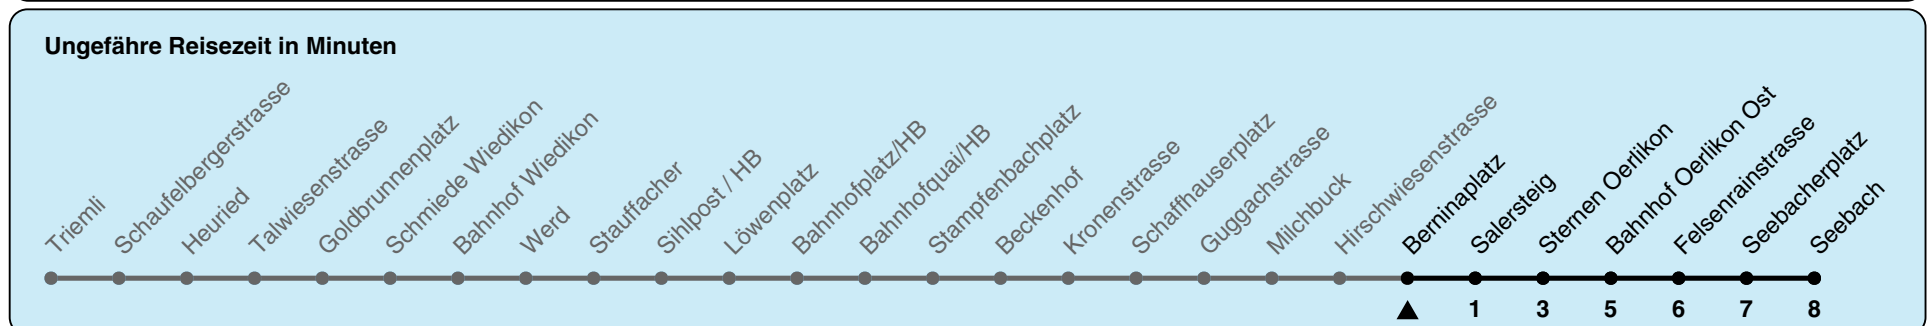 Ungefähre Reisezeit in Minuten
Triemli
Schaufelbergerstrasse
Heuried
Talwiesenstrasse
Goldbrunnenplatz
Schmiede Wiedikon
Bahnhof Wiedikon
Werd
Stauffacher
Sihlpost / HB
Löwenplatz
Bahnhofplatz/HB
Bahnhofquai/HB
Stampfenbachplatz
Beckenhof
Kronenstrasse
Schaffhauserplatz
Guggachstrasse
Milchbuck
Hirschwiesenstrasse
Berninaplatz
Salersteig
Sternen Oerlikon
Bahnhof Oerlikon Ost
Felsenrainstrasse
Seebacherplatz
Seebach
1 3 5 6 7 8